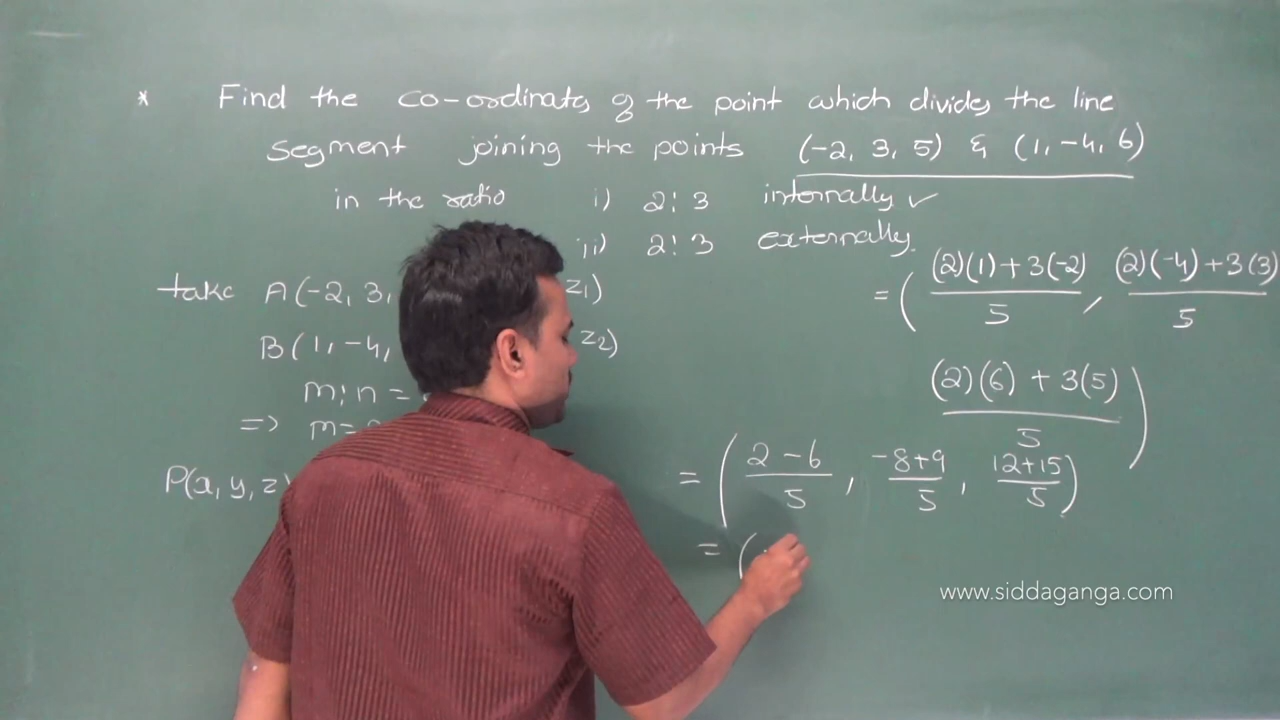 * Find the co-ordinates of the point which divides the line
segment joining the points (-2, 3, 5) & (1, -4, 6)
in the ratio i) 2:3 internally ✓
ii) 2:3 externally.
take A(-2, 3, z1)
B(1, -4, z2)
m:n =
=> m=
P(x, y, z)
= ( (2)(1)+3(-2) / 5 , (2)(-4)+3(3) / 5
(2)(6) + 3(5) / 5 )
= ( 2-6 / 5 , -8+9 / 5 , 12+15 / 5 )
= (
www.siddaganga.com